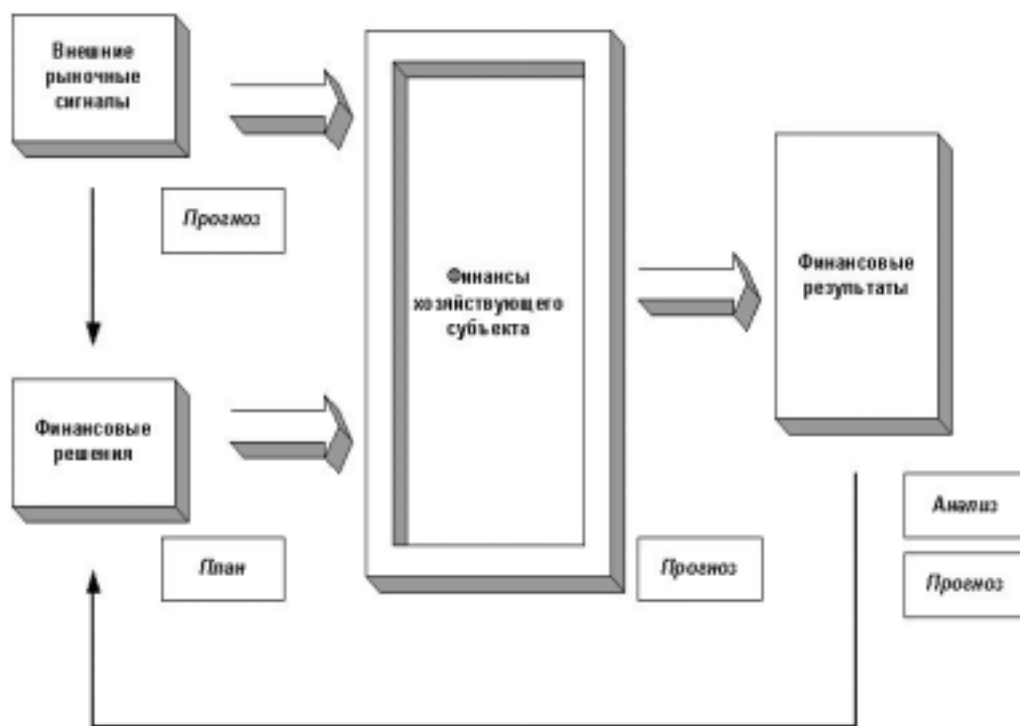 Внешние
рыночные
сигналы
Прогноз
Финансы
хозяйствующего
субъекта
Финансовые
результаты
Финансовые
решения
План
Прогноз
Анализ
Прогноз